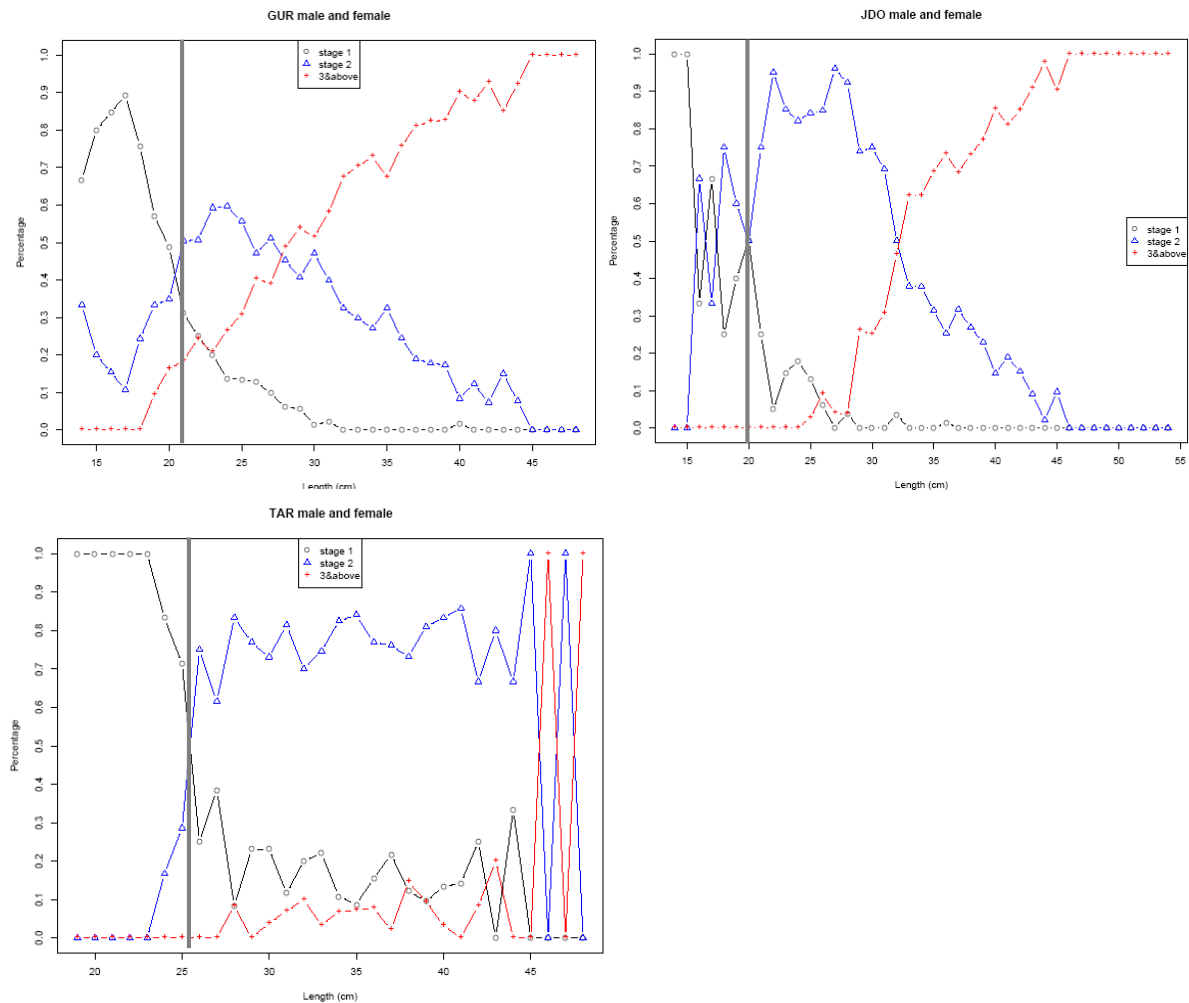 GUR male and female
stage 1
stage 2
3&above
Percentage
0.0 0.1 0.2 0.3 0.4 0.5 0.6 0.7 0.8 0.9 1.0
15 20 25 30 35 40 45
Length (cm)
JDO male and female
stage 1
stage 2
3&above
Percentage
0.0 0.1 0.2 0.3 0.4 0.5 0.6 0.7 0.8 0.9 1.0
15 20 25 30 35 40 45 50 54
Length (cm)
TAR male and female
stage 1
stage 2
3&above
Percentage
0.0 0.1 0.2 0.3 0.4 0.5 0.6 0.7 0.8 0.9 1.0
20 25 30 35 40 45
Length (cm)